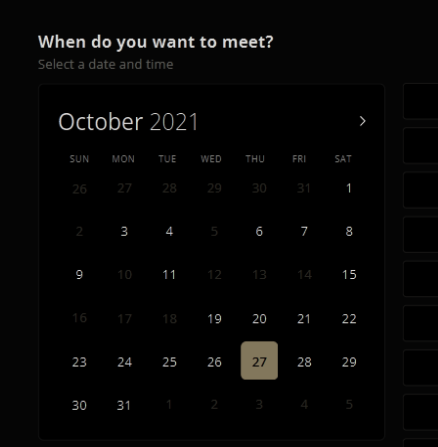 When do you want to meet?
Select a date and time
October 2021
SUN MON TUE WED THU FRI SAT
26 27 28 29 30 31 1
2 3 4 5 6 7 8
9 10 11 12 13 14 15
16 17 18 19 20 21 22
23 24 25 26 27 28 29
30 31 1 2 3 4 5